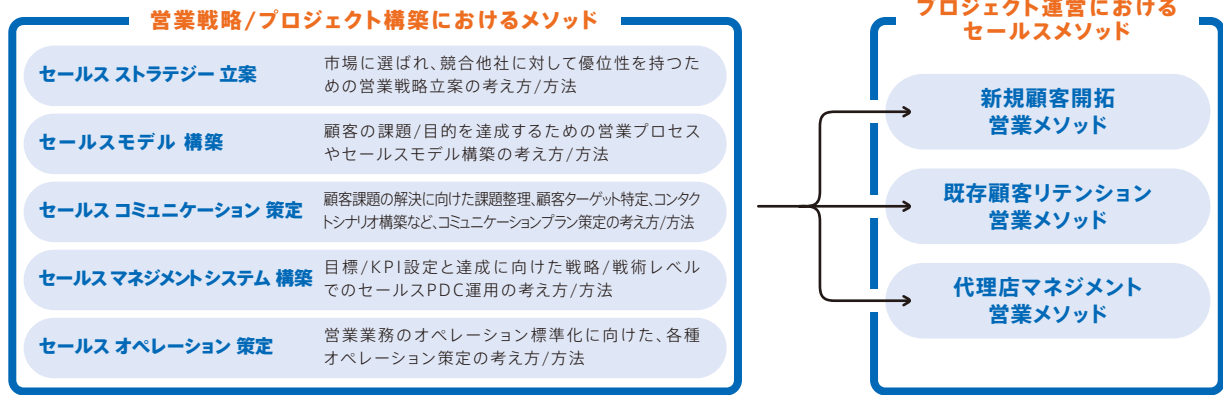 営業戦略/プロジェクト構築におけるメソッド
セールス ストラテジー 立案
市場に選ばれ、競合他社に対して優位性を持つた
めの営業戦略立案の考え方/方法
セールスモデル 構築
顧客の課題/目的を達成するための営業プロセス
やセールスモデル構築の考え方/方法
セールス コミュニケーション 策定
顧客課題の解決に向けた課題整理、顧客ターゲット特定、コンタク
トシナリオ構築など、コミュニケーションプラン策定の考え方/方法
セールス マネジメントシステム 構築
目標/KPI設定と達成に向けた戦略/戦術レベル
でのセールスPDC運用の考え方/方法
セールス オペレーション 策定
営業業務のオペレーション標準化に向けた、各種
オペレーション策定の考え方/方法
プロジェクト運営における
セールスメソッド
新規顧客開拓
営業メソッド
既存顧客リテンション
営業メソッド
代理店マネジメント
営業メソッド